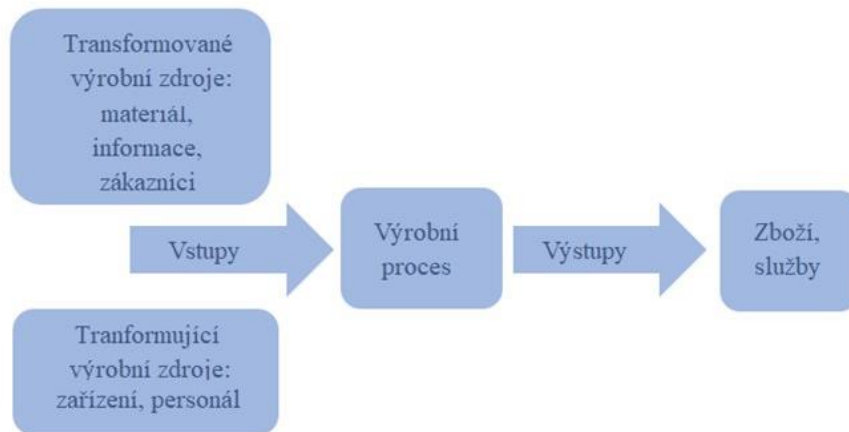 Transformované
výrobní zdroje:
materiál,
informace,
zákazníci
Vstupy
Výrobní
proces
Výstupy
Zboží,
služby
Tranformující
výrobní zdroje:
zařízení, personál